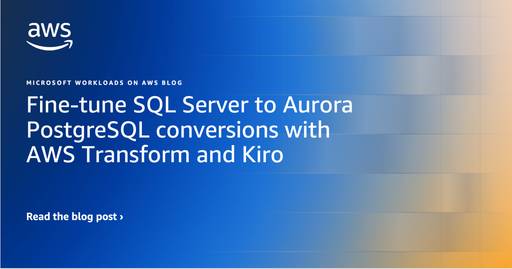 aws
MICROSOFT WORKLOADS ON AWS BLOG
Fine-tune SQL Server to Aurora
PostgreSQL conversions with
AWS Transform and Kiro
Read the blog post ›